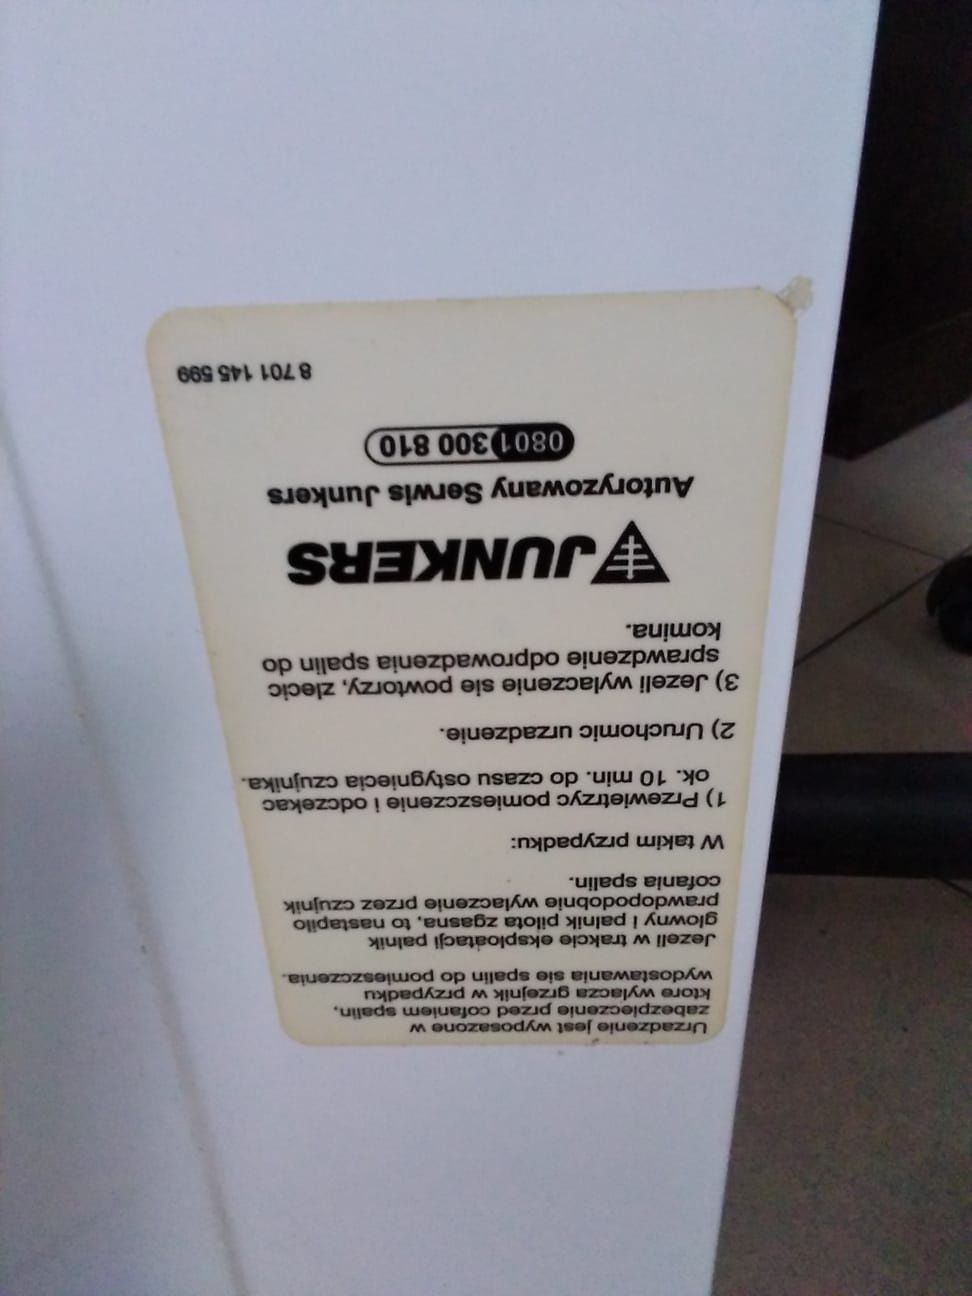 Urzadzenie jest wyposazone w
zabezpieczenie przed cofaniem spalin,
ktore wylacza grzejnik w przypadku
wydostawania sie spalin do pomieszczenia.
Jezeli w trakcie eksploatacji palnik
glowny i palnik pilota zgasna, to nastapilo
prawdopodobnie wylaczenie przez czujnik
cofania spalin.
W takim przypadku:
1) Przewietrzyc pomieszczenie i odczekac
ok. 10 min. do czasu ostygniecia czujnika.
2) Uruchomic urzadzenie.
3) Jezeli wylaczenie sie powtorzy, zlecic
sprawdzenie odprowadzenia spalin do
komina.
JUNKERS
Autoryzowany Serwis Junkers
0801 300 810
8 701 145 599